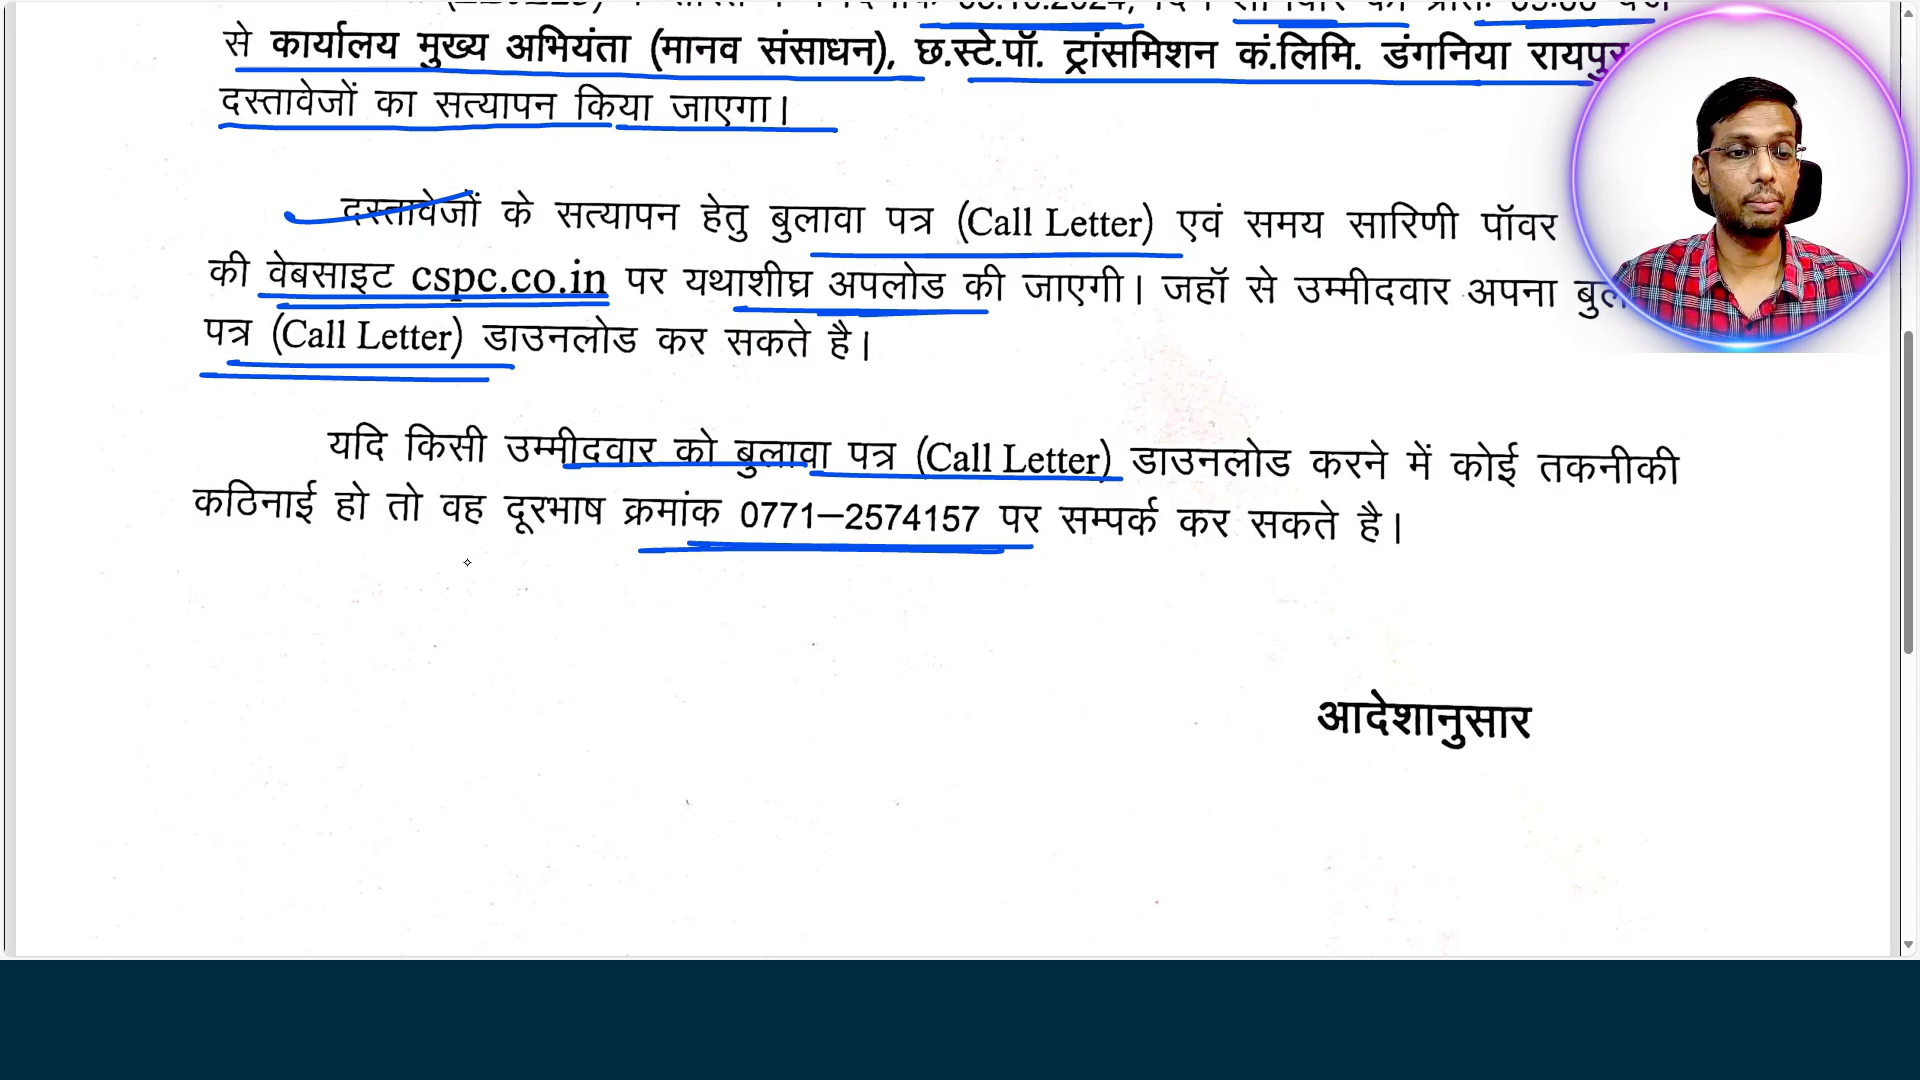 से कार्यालय मुख्य अभियंता (मानव संसाधन), छ.स्टे.पॉ. ट्रांसमिशन कं.लिमि. डंगनिया रायपुर
दस्तावेजों का सत्यापन किया जाएगा।
दस्तावेजों के सत्यापन हेतु बुलावा पत्र (Call Letter) एवं समय सारिणी पॉवर
की वेबसाइट cspc.co.in पर यथाशीघ्र अपलोड की जाएगी। जहॉ से उम्मीदवार अपना
पत्र (Call Letter) डाउनलोड कर सकते है।
यदि किसी उम्मीदवार को बुलावा पत्र (Call Letter) डाउनलोड करने में कोई तकनीकी
कठिनाई हो तो वह दूरभाष क्रमांक 0771–2574157 पर सम्पर्क कर सकते है।
आदेशानुसार